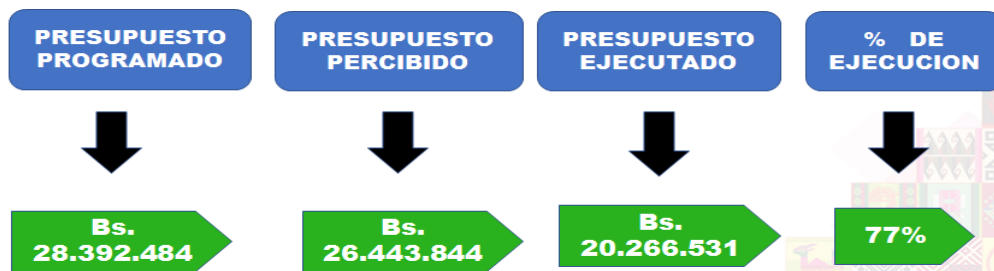 PRESUPUESTO
PROGRAMADO
PRESUPUESTO
PERCIBIDO
PRESUPUESTO
EJECUTADO
% DE
EJECUCION
Bs.
28.392.484
Bs.
26.443.844
Bs.
20.266.531
77%